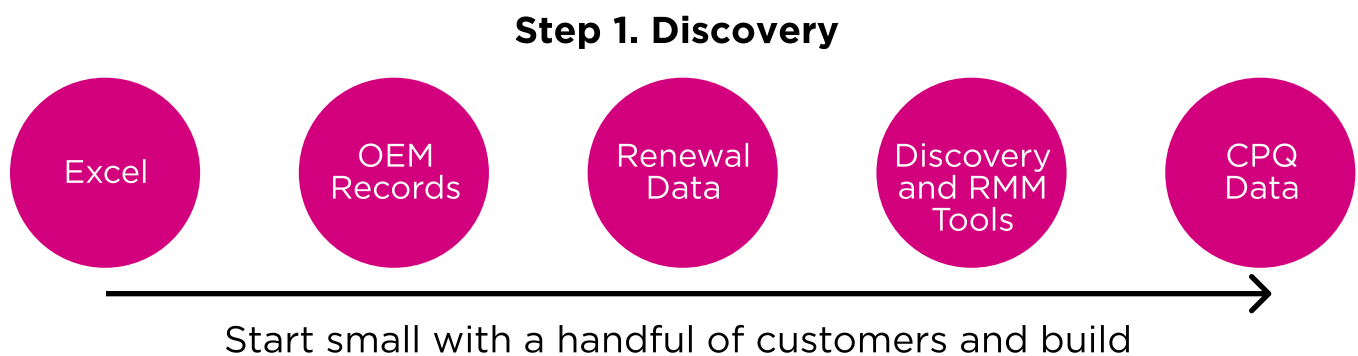 Step 1. Discovery
Excel
OEM
Records
Renewal
Data
Discovery
and RMM
Tools
CPQ
Data
Start small with a handful of customers and build